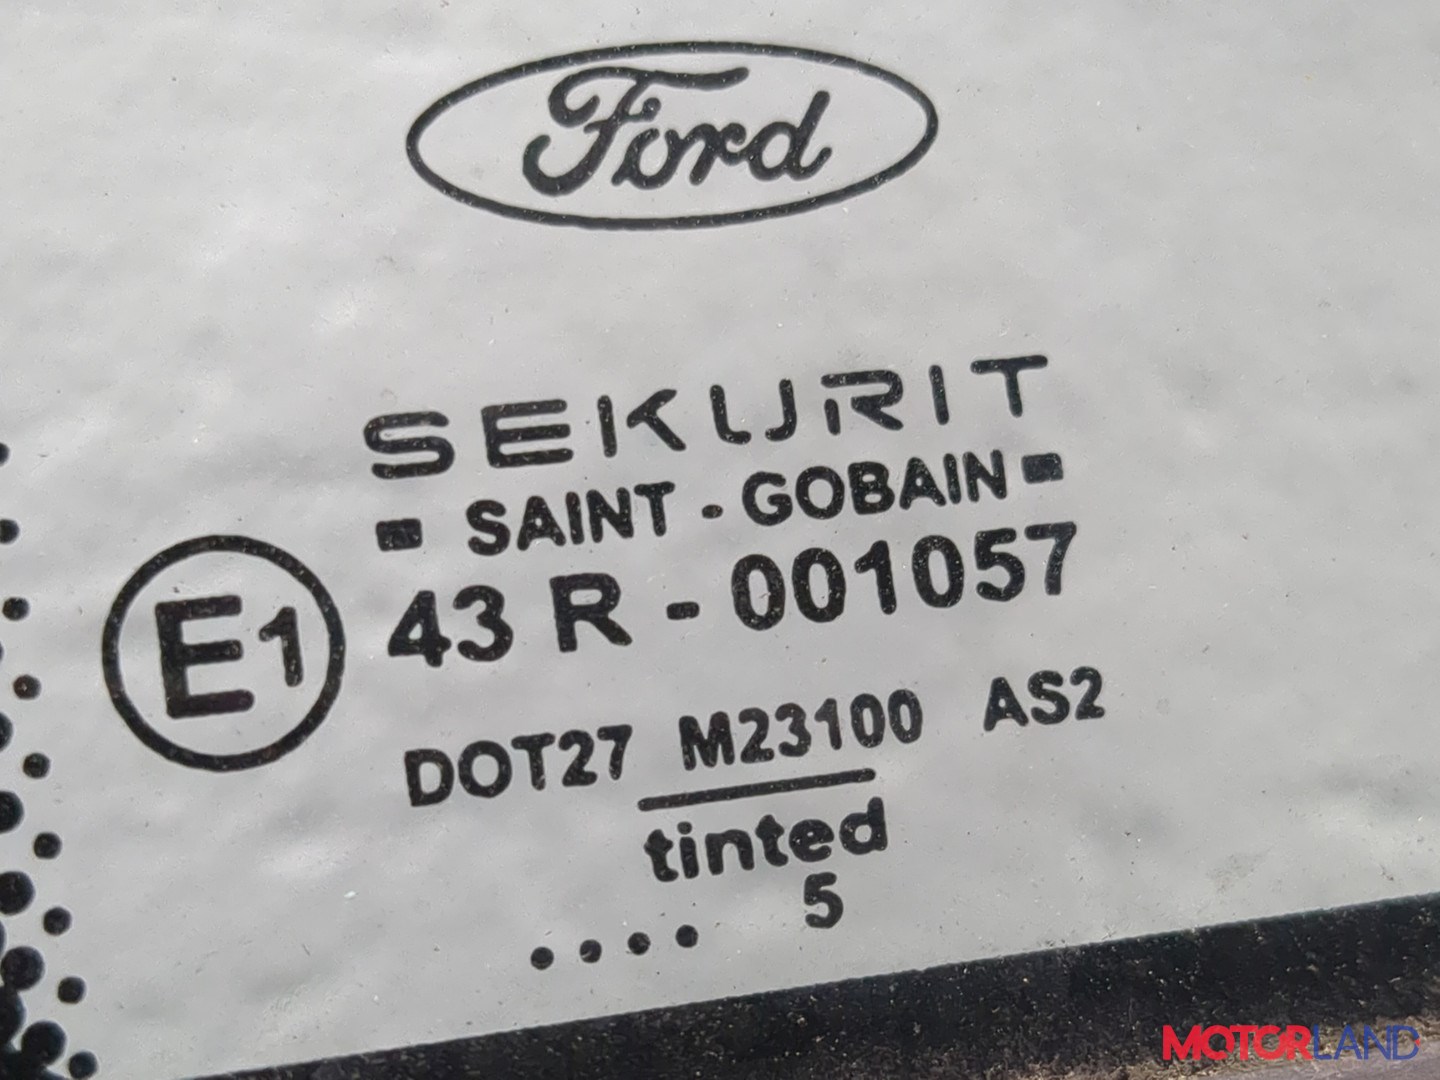 Ford
SEKURIT
SAINT - GOBAIN
E1 43 R - 001057
DOT27 M23100 AS2
tinted
.... 5
MOTORLAND